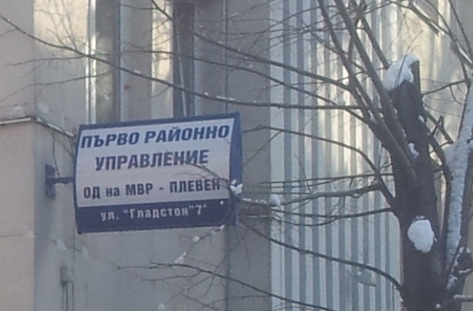 ПЪРВО РАЙОННО
УПРАВЛЕНИЕ
ОД на МВР - ПЛЕВЕН
ул. "Гладстон" 7